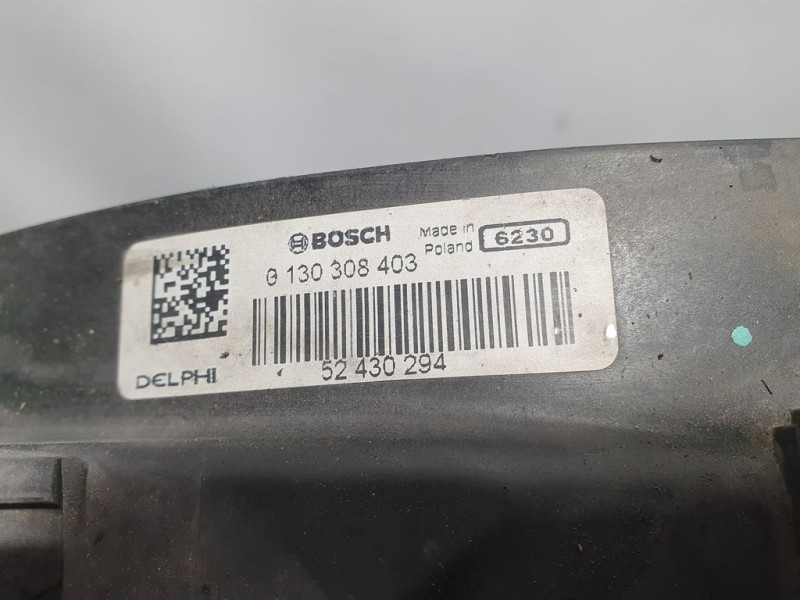 BOSCH
Made in
Poland
6230
0 130 308 403
52 430 294
DELPHI